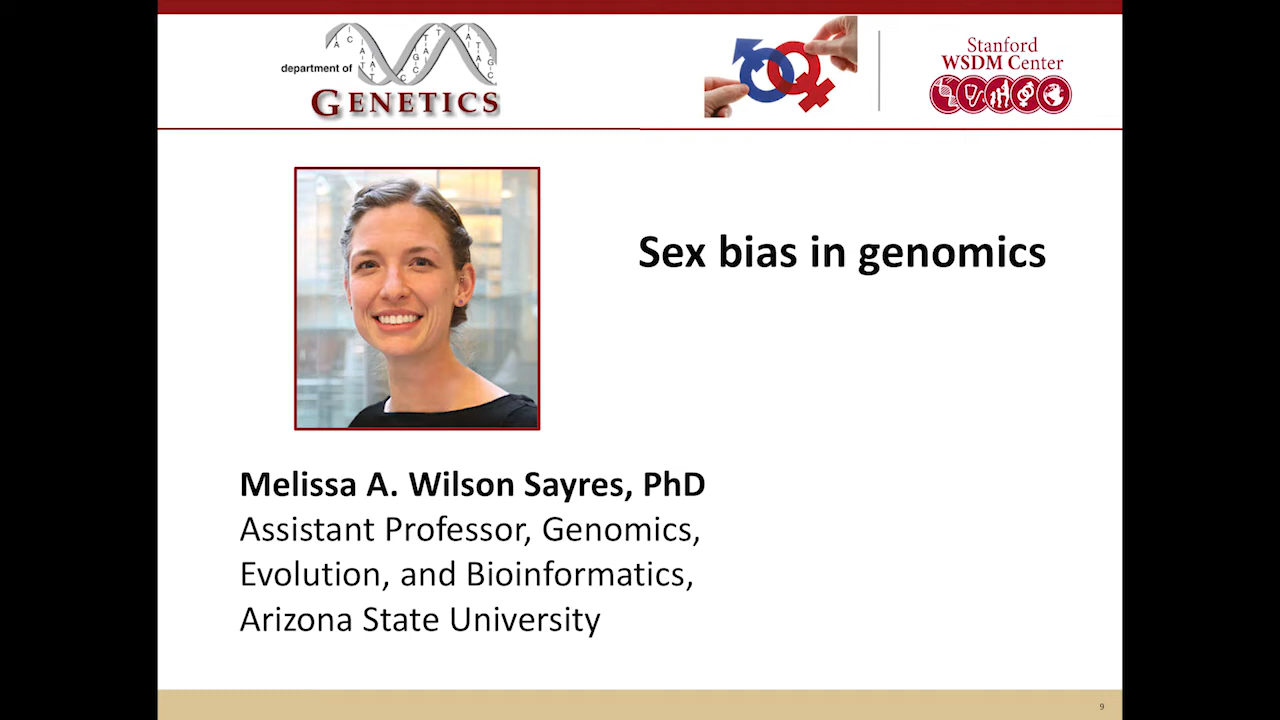 department of
GENETICS
Stanford
WSDM Center
Sex bias in genomics
Melissa A. Wilson Sayres, PhD
Assistant Professor, Genomics,
Evolution, and Bioinformatics,
Arizona State University
9